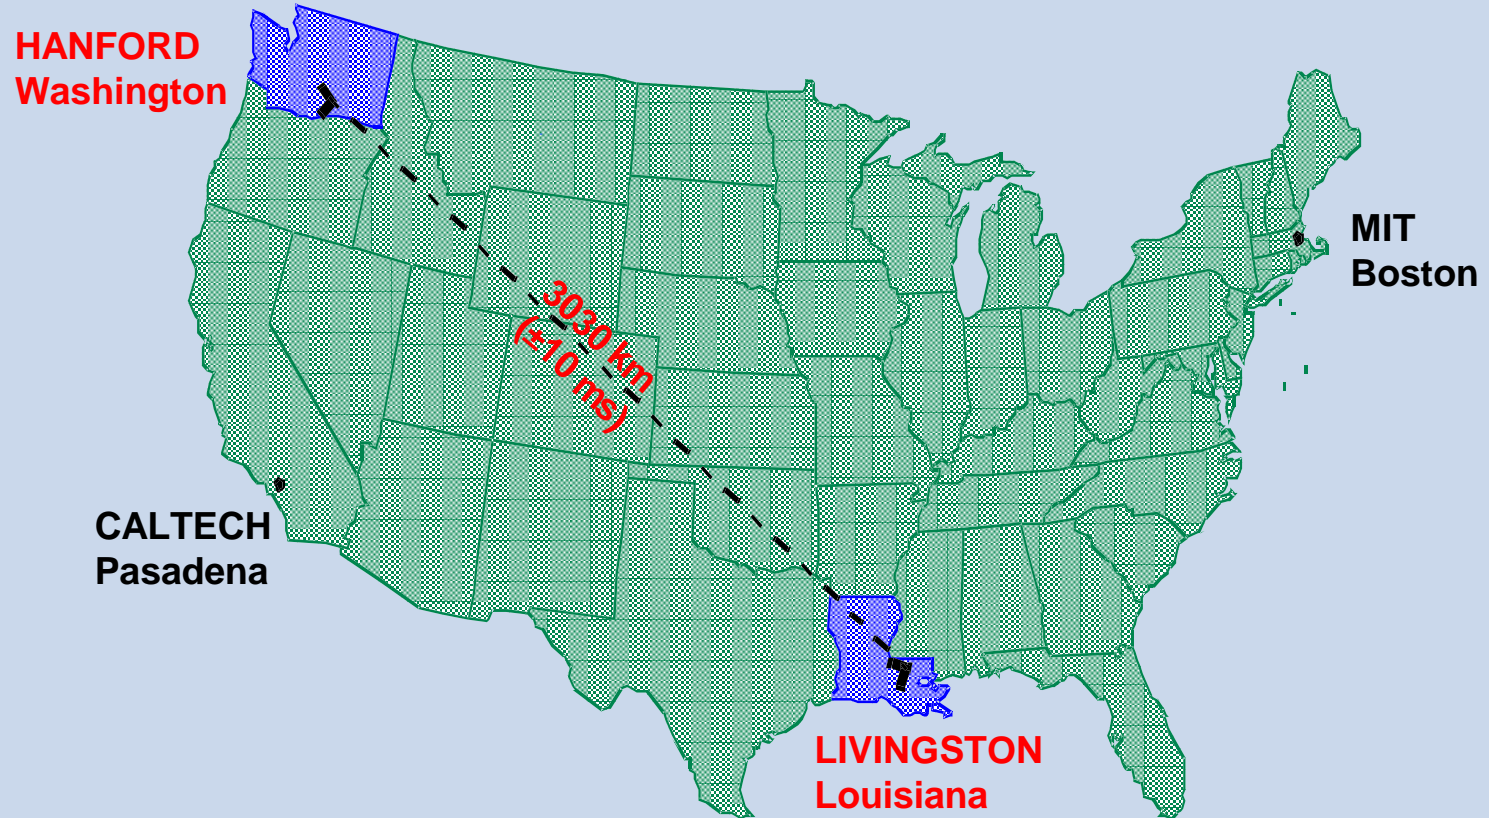 HANFORD
Washington
MIT
Boston
3030 km
(±10 ms)
CALTECH
Pasadena
LIVINGSTON
Louisiana